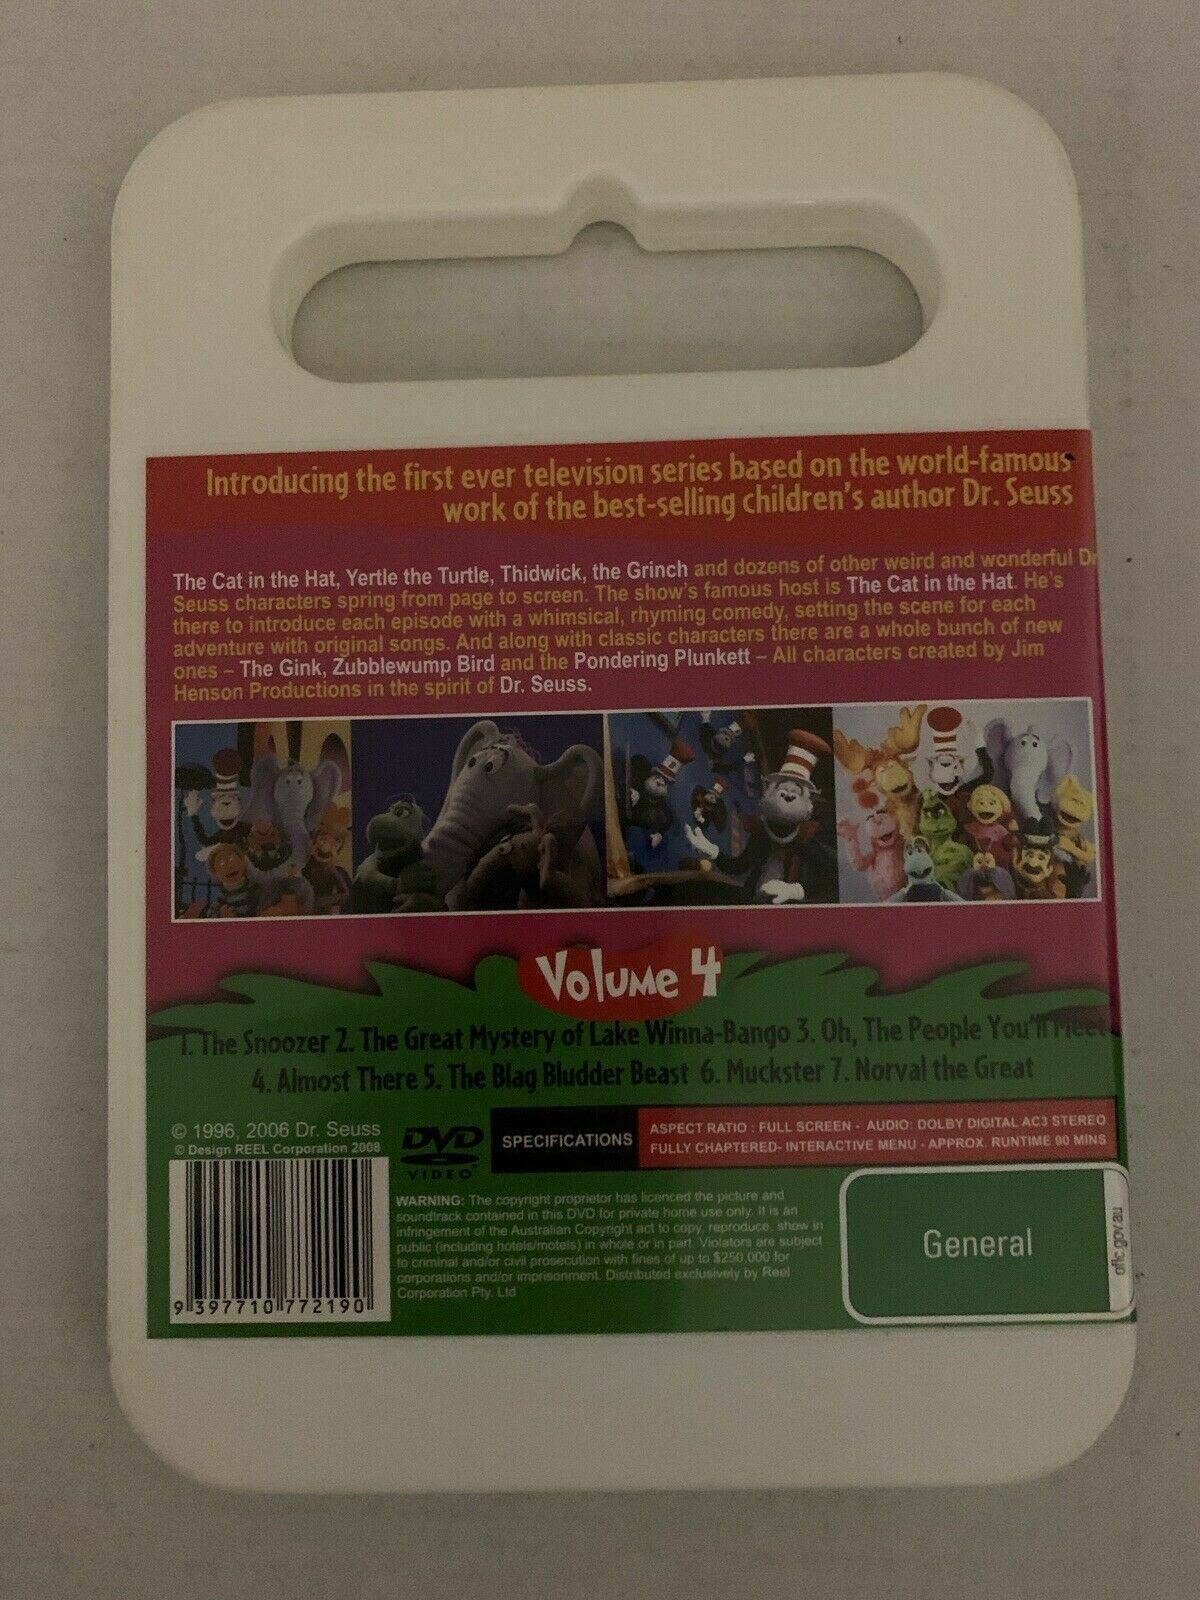 Introducing the first ever television series based on the world-famous
work of the best-selling children's author Dr. Seuss
The Cat in the Hat, Yertle the Turtle, Thidwick, the Grinch and dozens of other weird and wonderful Dr
Seuss characters spring from page to screen. The show's famous host is The Cat in the Hat. He's
there to introduce each episode with a whimsical, rhyming comedy, setting the scene for each
adventure with original songs. And along with classic characters there are a whole bunch of new
ones – The Gink, Zubblewump Bird and the Pondering Plunkett – All characters created by Jim
Henson Productions in the spirit of Dr. Seuss.
Volume 4
1. The Snoozer 2. The Great Mystery of Lake Winna-Bango 3. Oh, The People You'll Meet
4. Almost There 5. The Blag Bludder Beast 6. Muckster 7. Norval the Great
© 1996, 2006 Dr. Seuss
© Design REEL Corporation 2008
DVD
VIDEO
SPECIFICATIONS
ASPECT RATIO : FULL SCREEN - AUDIO: DOLBY DIGITAL AC3 STEREO
FULLY CHAPTERED- INTERACTIVE MENU - APPROX. RUNTIME 90 MINS
WARNING: The copyright proprietor has licenced the picture and
soundtrack contained in this DVD for private home use only. It is an
infringement of the Australian Copyright act to copy, reproduce, show in
public (including hotels/motels) in whole or in part. Violators are subject
to criminal and/or civil prosecution with fines of up to $250,000 for
corporations and/or imprisonment. Distributed exclusively by Reel
Corporation Pty. Ltd
General
oflc.gov.au
9 397710 772190